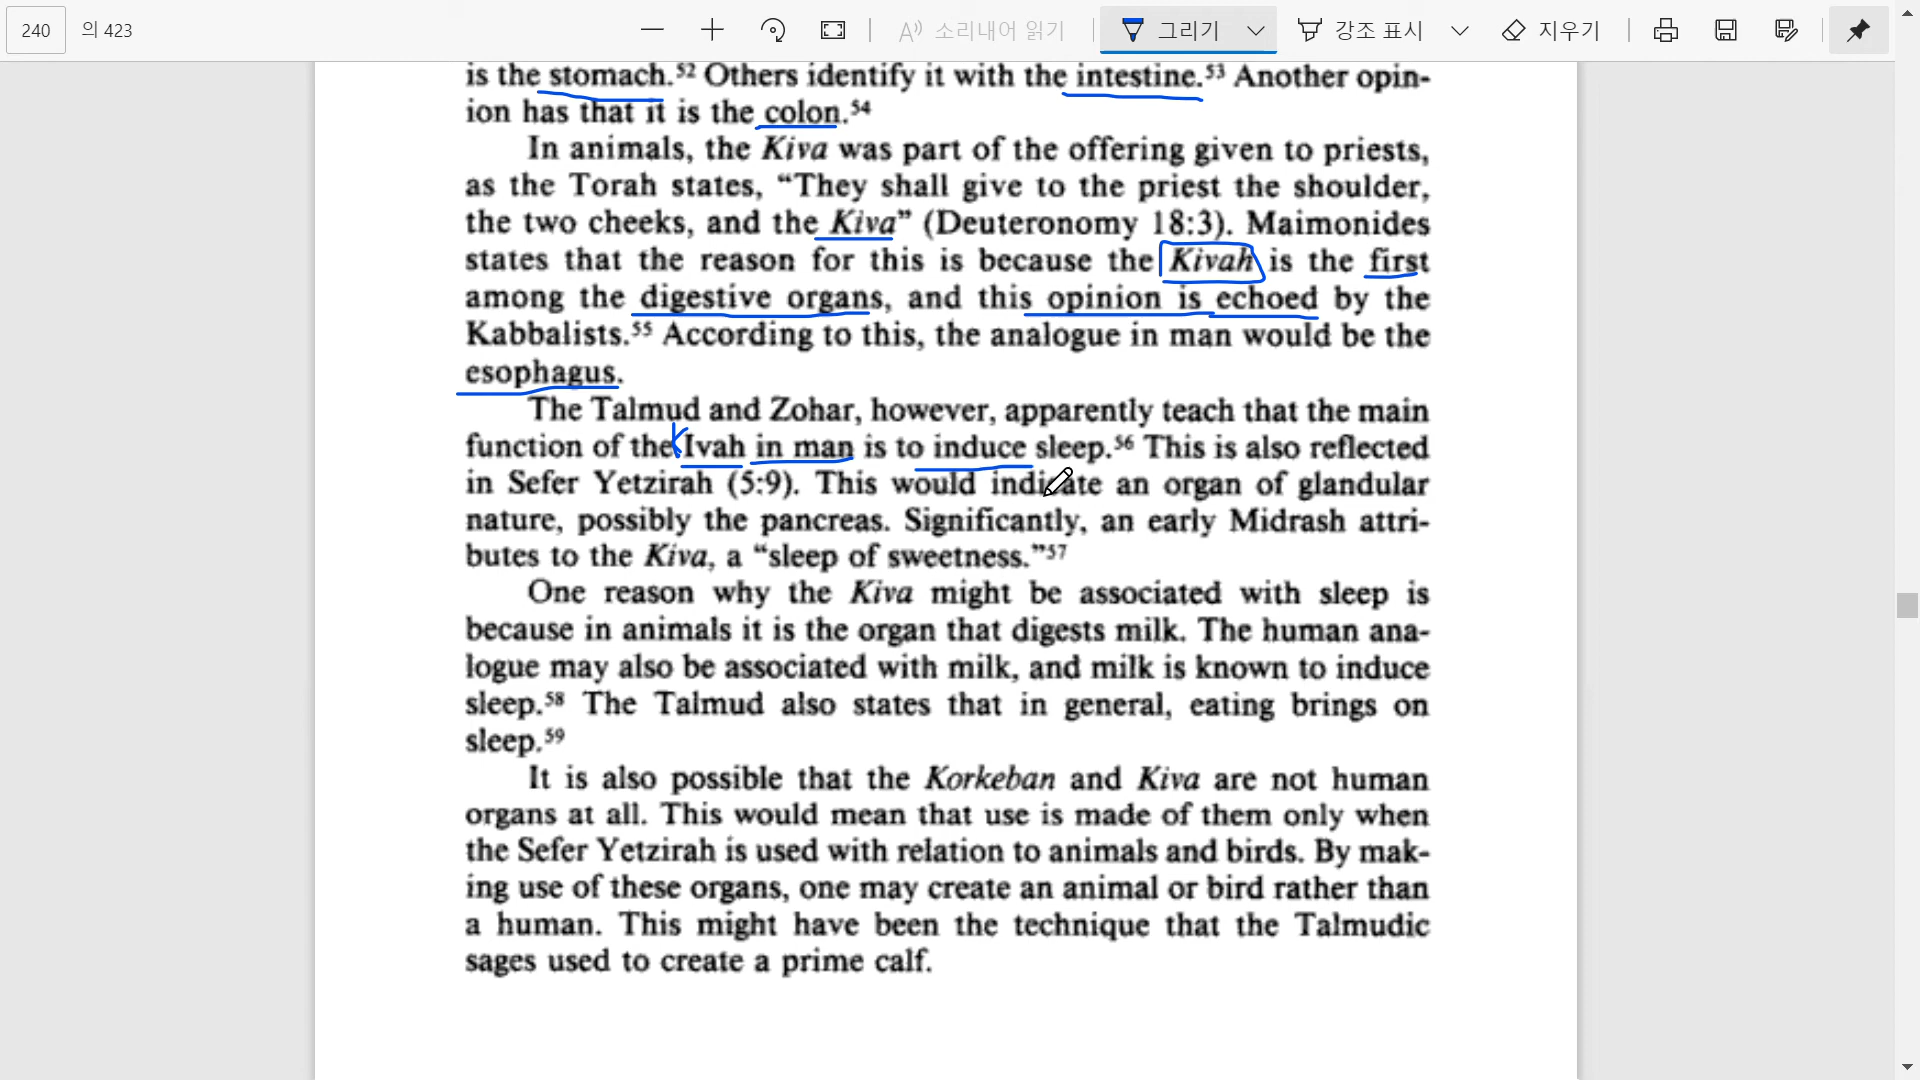 240 의 423 소리내어 읽기 그리기 강조 표시 지우기
is the stomach.52 Others identify it with the intestine.53 Another opin-
ion has that it is the colon.54
In animals, the Kiva was part of the offering given to priests,
as the Torah states, “They shall give to the priest the shoulder,
the two cheeks, and the Kiva” (Deuteronomy 18:3). Maimonides
states that the reason for this is because the Kivah is the first
among the digestive organs, and this opinion is echoed by the
Kabbalists.55 According to this, the analogue in man would be the
esophagus.
The Talmud and Zohar, however, apparently teach that the main
function of the KIvah in man is to induce sleep.56 This is also reflected
in Sefer Yetzirah (5:9). This would indicate an organ of glandular
nature, possibly the pancreas. Significantly, an early Midrash attri-
butes to the Kiva, a “sleep of sweetness.”57
One reason why the Kiva might be associated with sleep is
because in animals it is the organ that digests milk. The human ana-
logue may also be associated with milk, and milk is known to induce
sleep.58 The Talmud also states that in general, eating brings on
sleep.59
It is also possible that the Korkeban and Kiva are not human
organs at all. This would mean that use is made of them only when
the Sefer Yetzirah is used with relation to animals and birds. By mak-
ing use of these organs, one may create an animal or bird rather than
a human. This might have been the technique that the Talmudic
sages used to create a prime calf.